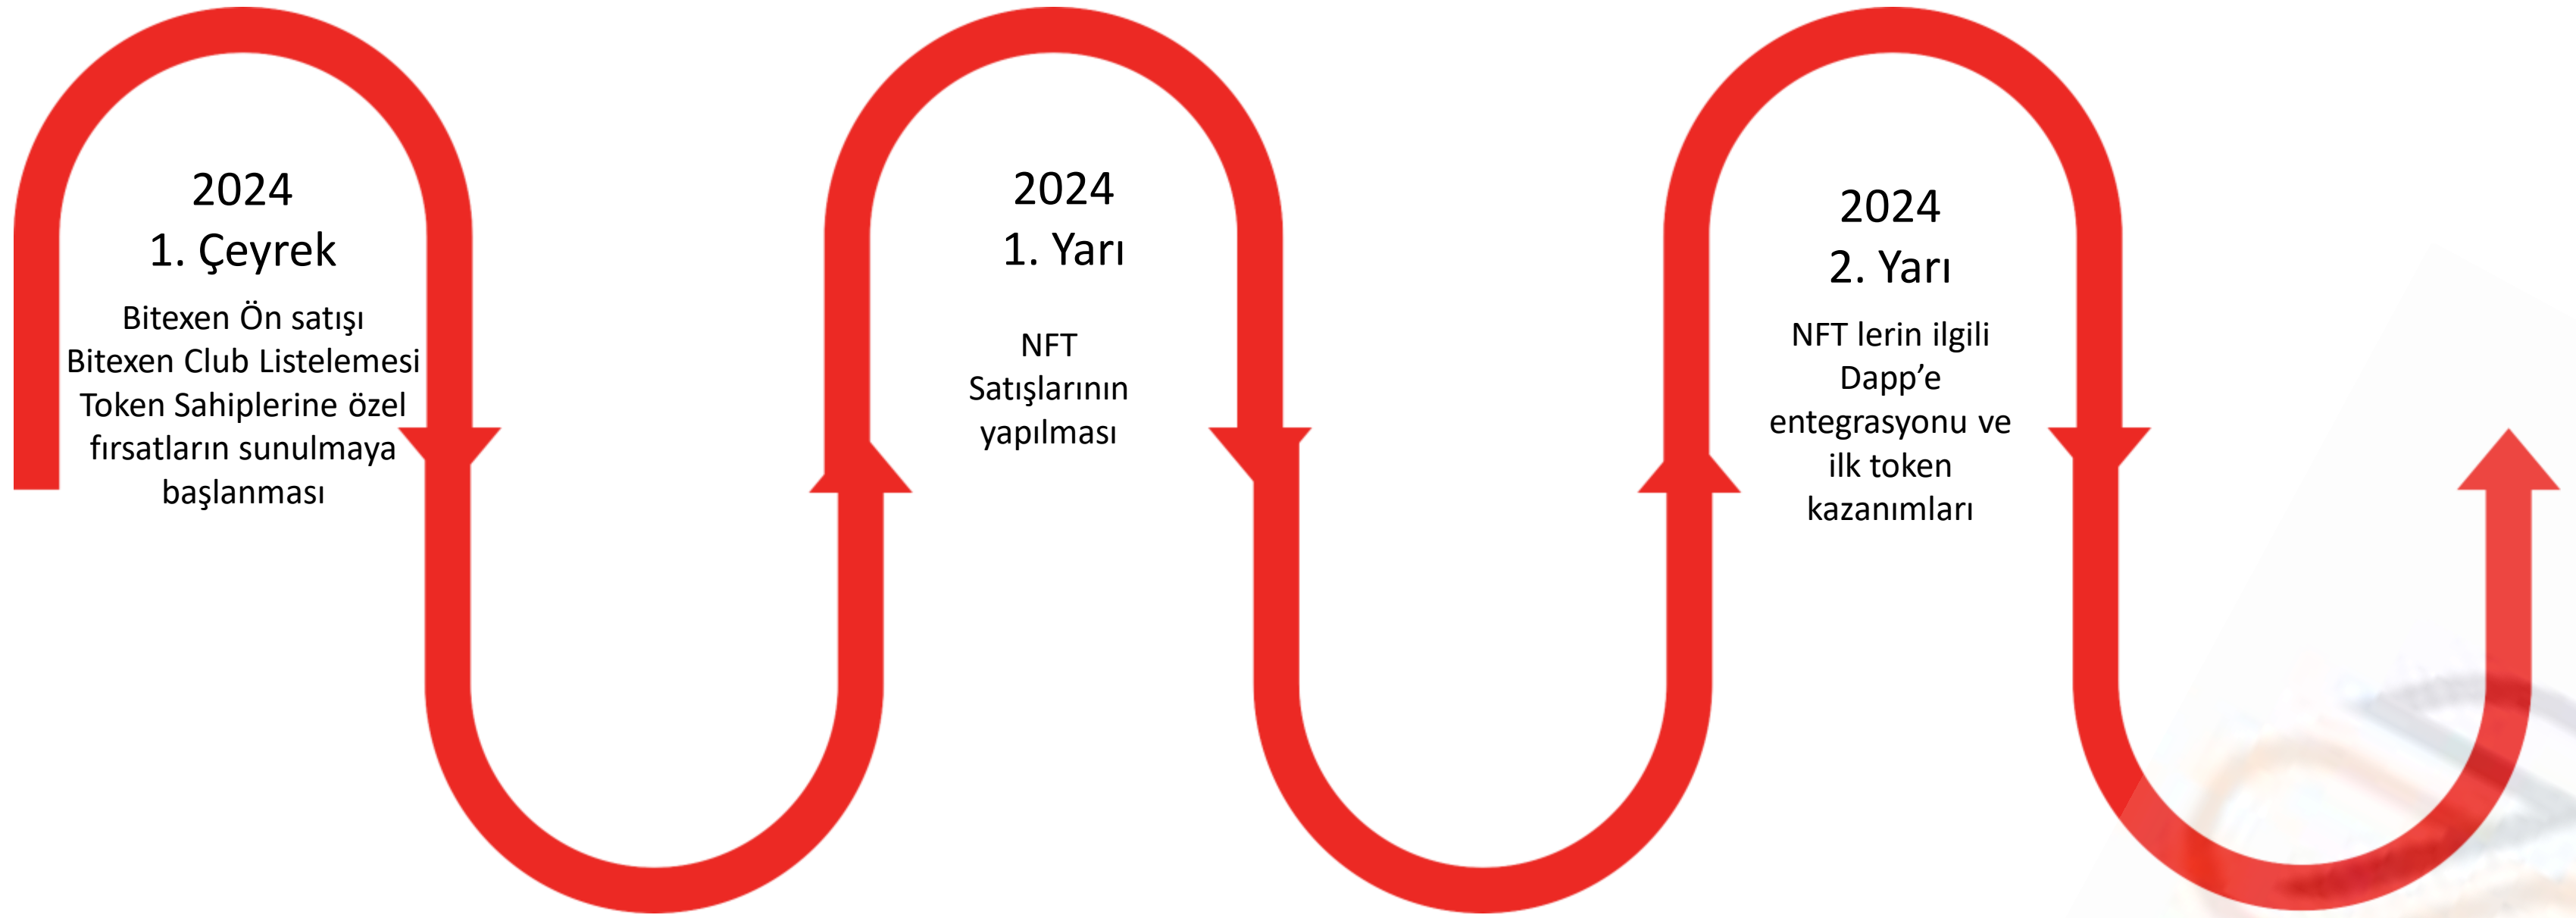 2024
1. Çeyrek
Bitexen Ön satışı
Bitexen Club Listelemesi
Token Sahiplerine özel
fırsatların sunulmaya
başlanması
2024
1. Yarı
NFT
Satışlarının
yapılması
2024
2. Yarı
NFT lerin ilgili
Dapp’e
entegrasyonu ve
ilk token
kazanımları